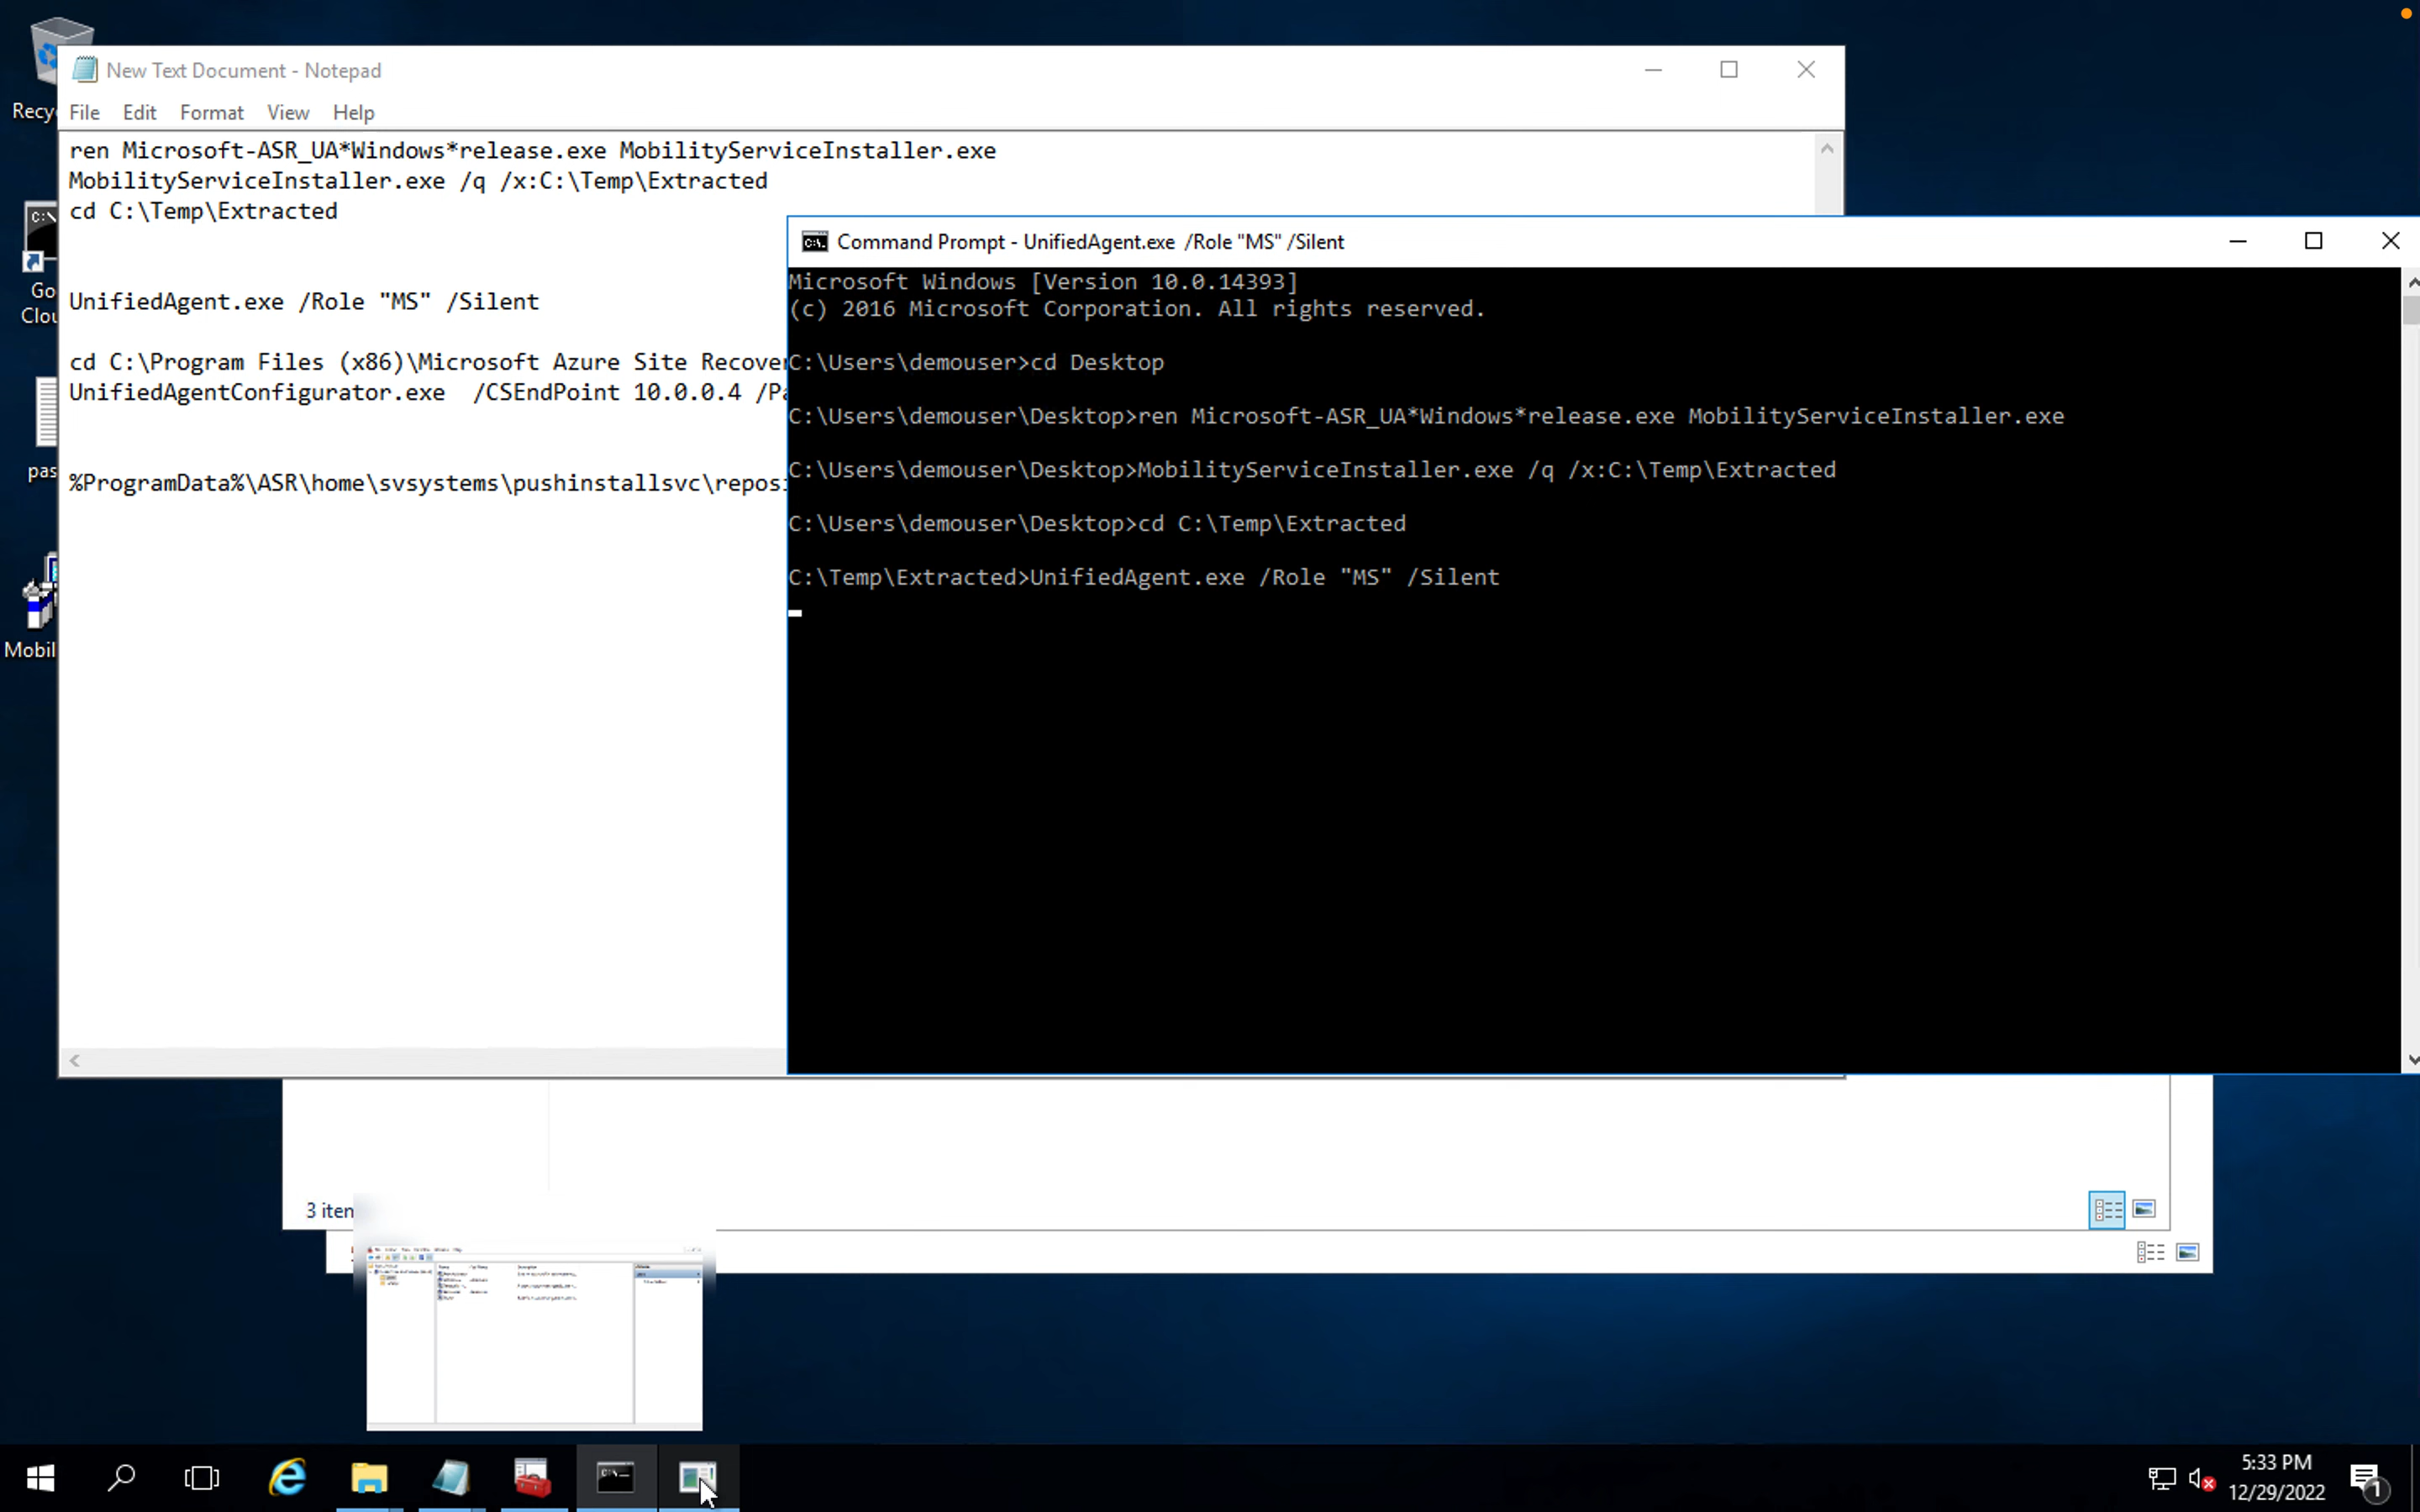 Recy
New Text Document - Notepad
File Edit Format View Help
ren Microsoft-ASR_UA*Windows*release.exe MobilityServiceInstaller.exe
MobilityServiceInstaller.exe /q /x:C:\Temp\Extracted
cd C:\Temp\Extracted
UnifiedAgent.exe /Role "MS" /Silent
cd C:\Program Files (x86)\Microsoft Azure Site Recove
UnifiedAgentConfigurator.exe  /CSEndPoint 10.0.0.4 /Pa
%ProgramData%\ASR\home\svsystems\pushinstallsvc\repos
Go
Clou
pas
Mobil
Command Prompt - UnifiedAgent.exe  /Role "MS" /Silent
Microsoft Windows [Version 10.0.14393]
(c) 2016 Microsoft Corporation. All rights reserved.
C:\Users\demouser>cd Desktop
C:\Users\demouser\Desktop>ren Microsoft-ASR_UA*Windows*release.exe MobilityServiceInstaller.exe
C:\Users\demouser\Desktop>MobilityServiceInstaller.exe /q /x:C:\Temp\Extracted
C:\Users\demouser\Desktop>cd C:\Temp\Extracted
C:\Temp\Extracted>UnifiedAgent.exe /Role "MS" /Silent
3 iten
5:33 PM
12/29/2022
1